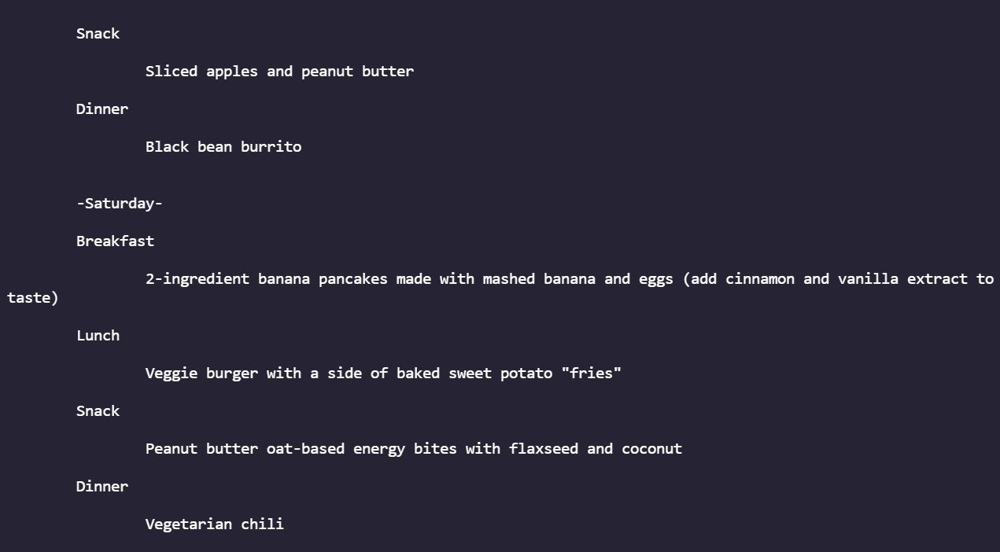 Snack
Sliced apples and peanut butter
Dinner
Black bean burrito
-Saturday-
Breakfast
2-ingredient banana pancakes made with mashed banana and eggs (add cinnamon and vanilla extract to
taste)
Lunch
Veggie burger with a side of baked sweet potato "fries"
Snack
Peanut butter oat-based energy bites with flaxseed and coconut
Dinner
Vegetarian chili